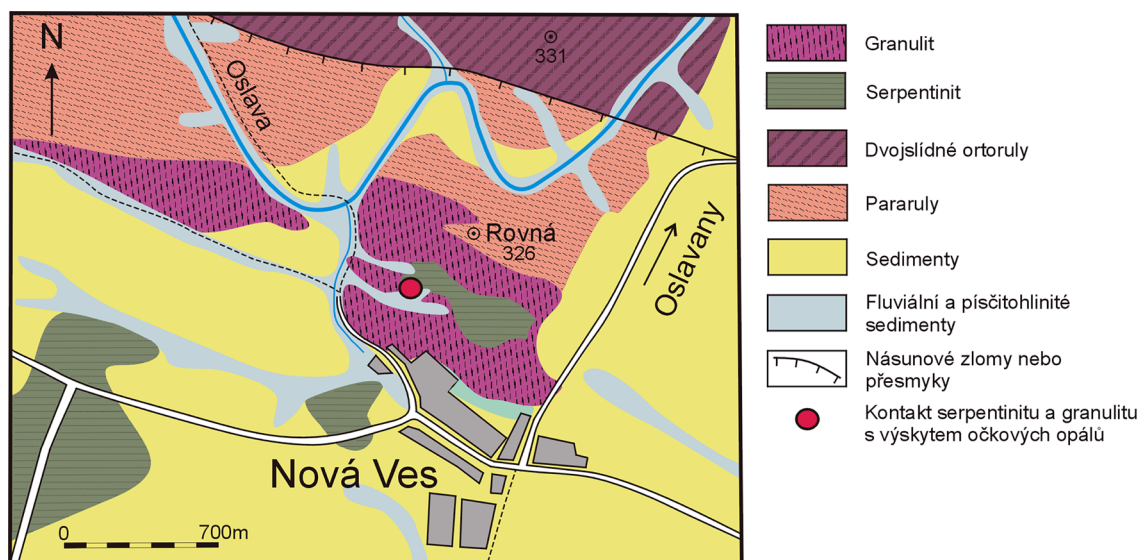 N
Oslava
331
Rovná
326
Oslavany
Nová Ves
0 700m
Granulit
Serpentinit
Dvojslídné ortoruly
Pararuly
Sedimenty
Fluviální a písčitohlinité
sedimenty
Násunové zlomy nebo
přesmyky
Kontakt serpentinitu a granulitu
s výskytem očkových opálů